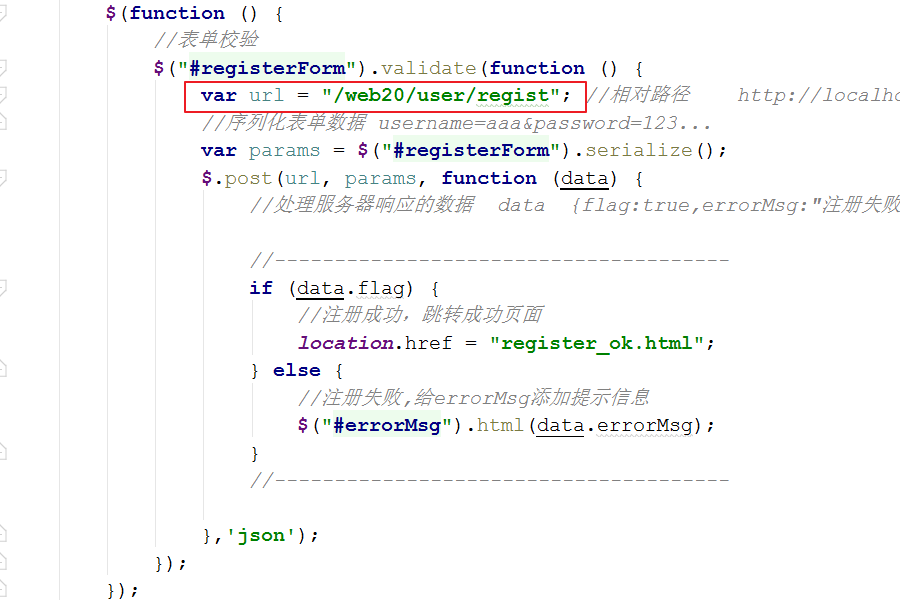 $(function () {
//表单校验
$("#registerForm").validate(function () {
var url = "/web20/user/regist"; //相对路径    http://localho
//序列化表单数据 username=aaa&password=123...
var params = $("#registerForm").serialize();
$.post(url, params, function (data) {
//处理服务器响应的数据  data  {flag:true,errorMsg:"注册失败
//--------------------------------------
if (data.flag) {
//注册成功，跳转成功页面
location.href = "register_ok.html";
} else {
//注册失败,给errorMsg添加提示信息
$("#errorMsg").html(data.errorMsg);
}
//--------------------------------------
},'json');
});
});